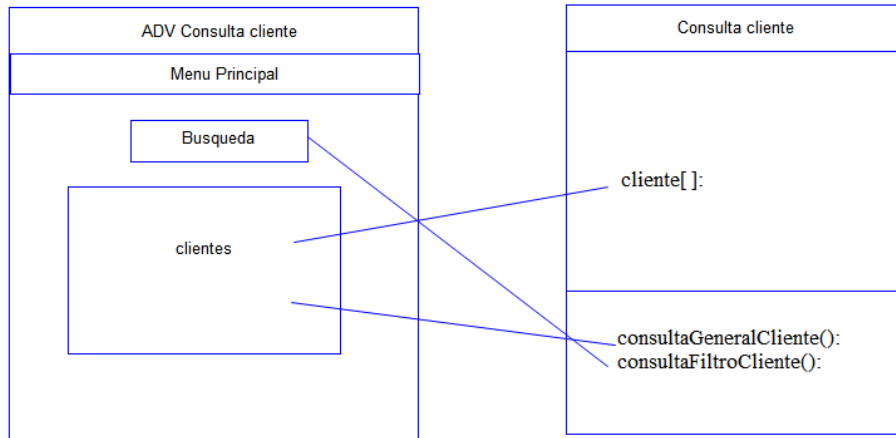 ADV Consulta cliente
Menu Principal
Busqueda
clientes
Consulta cliente
cliente[ ]:
consultaGeneralCliente():
consultaFiltroCliente():